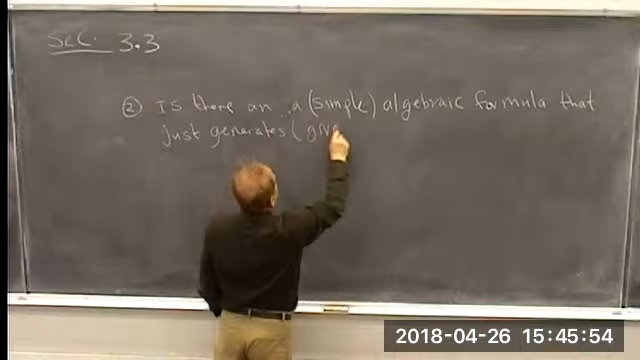 Sec. 3.3
② Is there an a (simple) algebraic formula that
just generates (give
2018-04-26 15:45:54